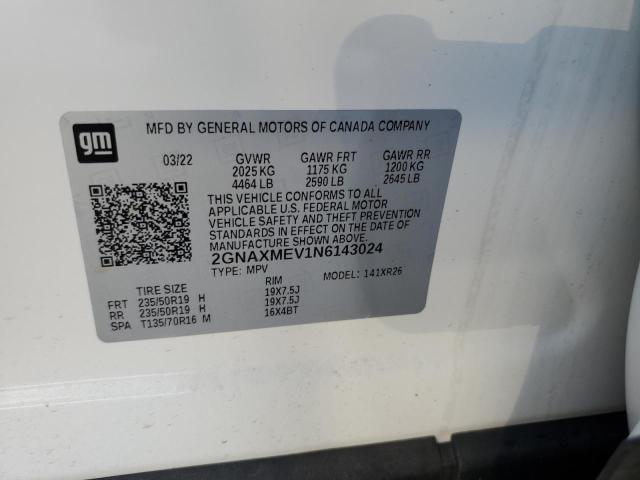 gm
MFD BY GENERAL MOTORS OF CANADA COMPANY
03/22 GVWR GAWR FRT GAWR RR
2025 KG 1175 KG 1200 KG
4464 LB 2590 LB 2645 LB
THIS VEHICLE CONFORMS TO ALL
APPLICABLE U.S. FEDERAL MOTOR
VEHICLE SAFETY AND THEFT PREVENTION
STANDARDS IN EFFECT ON THE DATE OF
MANUFACTURE SHOWN ABOVE.
2GNAXMEV1N6143024
TYPE: MPV MODEL: 141XR26
TIRE SIZE RIM
FRT 235/50R19 H 19X7.5J
RR 235/50R19 H 19X7.5J
SPA T135/70R16 M 16X4BT